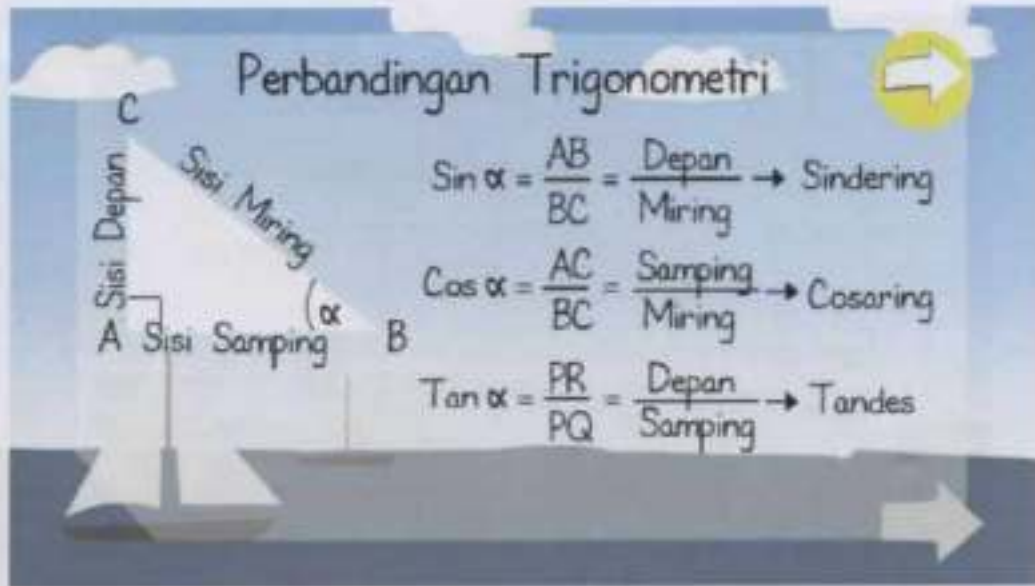 Perbandingan Trigonometri
C
Sisi Depan
Sisi Miring
α
A Sisi Samping B
Sin α = AB/BC = Depan/Miring → Sindering
Cos α = AC/BC = Samping/Miring → Cosaring
Tan α = PR/PQ = Depan/Samping → Tandes